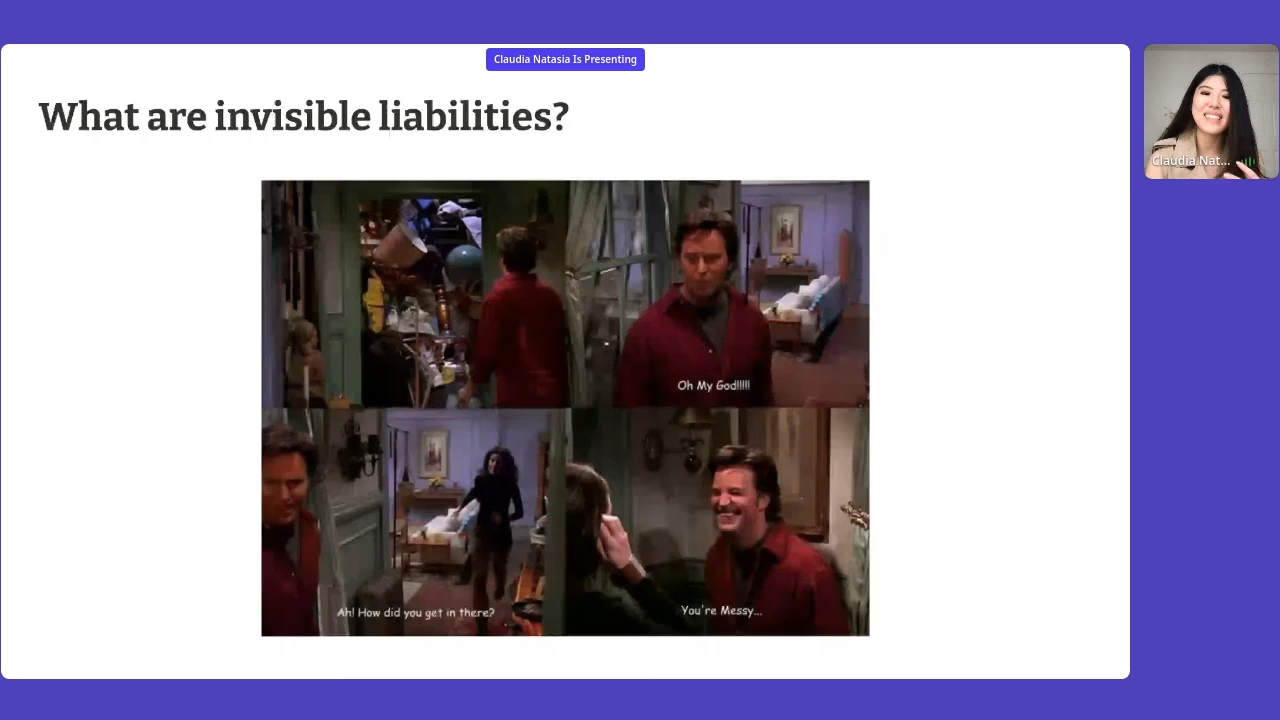 Claudia Natasia Is Presenting
What are invisible liabilities?
Claudia Nat...
Oh My God!!!!!
Ah! How did you get in there?
You're Messy...